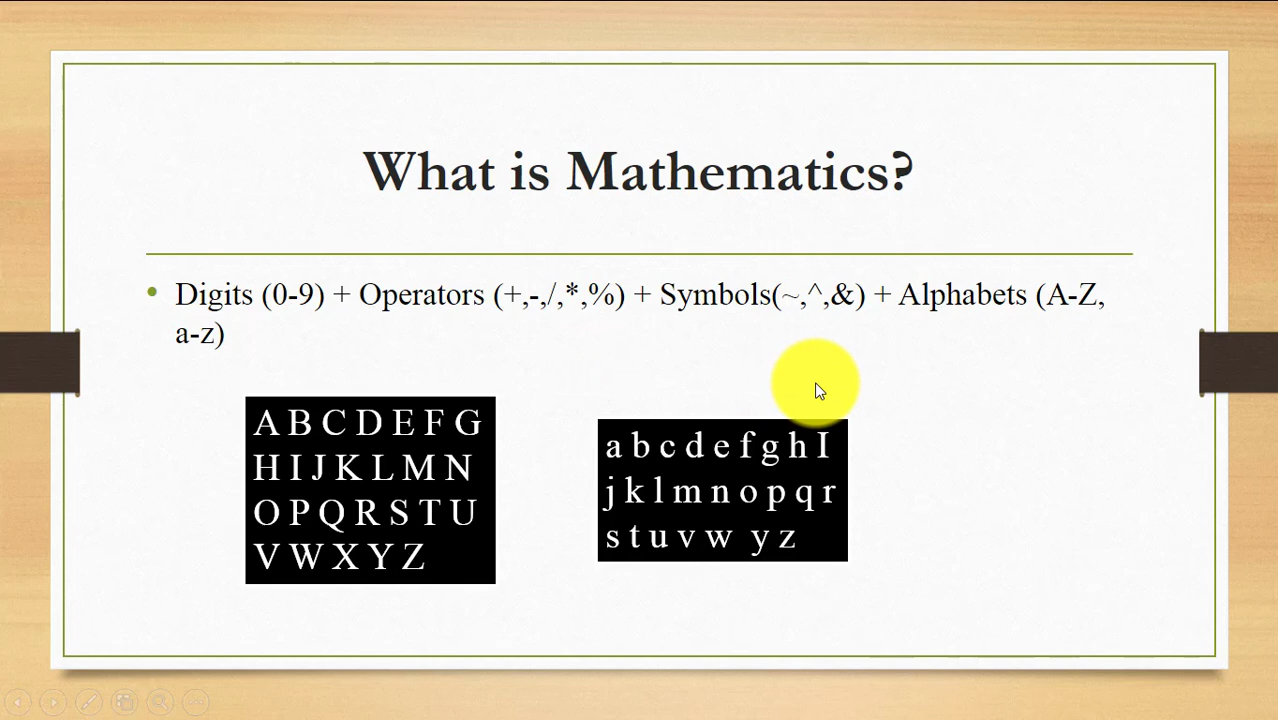 What is Mathematics?
• Digits (0-9) + Operators (+,-,/,*,%) + Symbols(~,^,&) + Alphabets (A-Z,
a-z)
A B C D E F G
H I J K L M N
O P Q R S T U
V W X Y Z
a b c d e f g h I
j k l m n o p q r
s t u v w y z